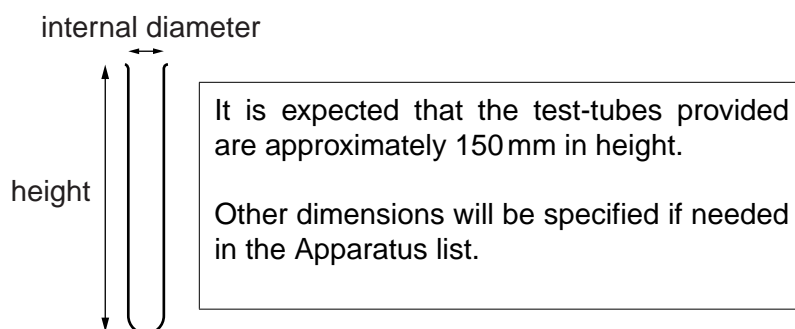 internal diameter
height
It is expected that the test-tubes provided
are approximately 150 mm in height.
Other dimensions will be specified if needed
in the Apparatus list.